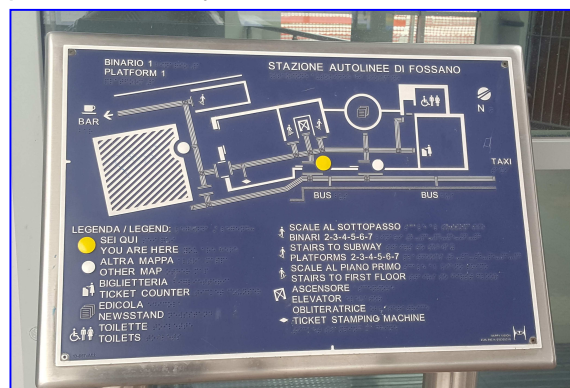 BINARIO 1
PLATFORM 1
STAZIONE AUTOLINEE DI FOSSANO
BAR
N
TAXI
BUS
BUS
LEGENDA / LEGEND:
SEI QUI
YOU ARE HERE
ALTRA MAPPA
OTHER MAP
BIGLIETTERIA
TICKET COUNTER
EDICOLA
NEWSSTAND
TOILETTE
TOILETS
SCALE AL SOTTOPASSO
BINARI 2-3-4-5-6-7
STAIRS TO SUBWAY
PLATFORMS 2-3-4-5-6-7
SCALE AL PIANO PRIMO
STAIRS TO FIRST FLOOR
ASCENSORE
ELEVATOR
OBLITERATRICE
TICKET STAMPING MACHINE